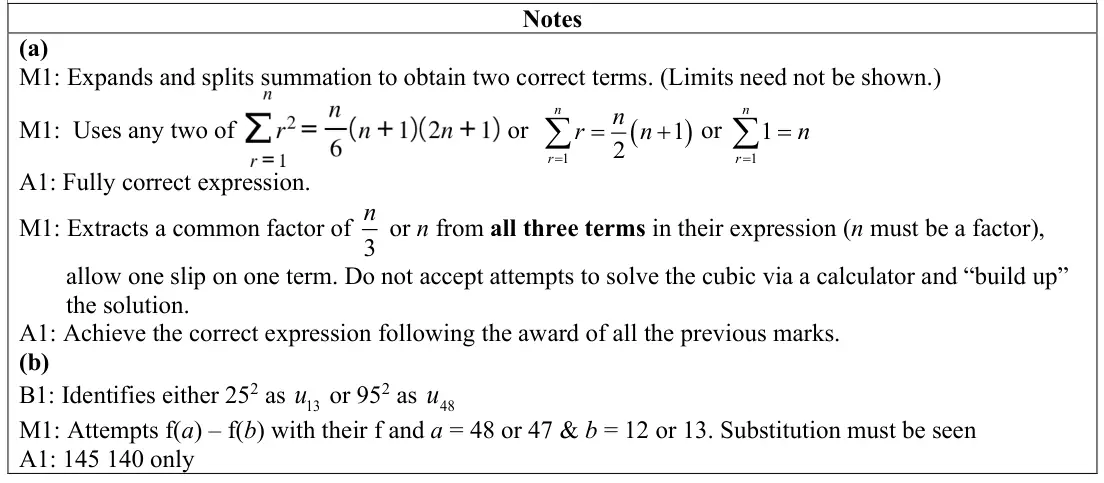 Notes
(a)
M1: Expands and splits summation to obtain two correct terms. (Limits need not be shown.)
M1: Uses any two of $\sum_{r=1}^{n} r^2 = \frac{n}{6}(n+1)(2n+1)$ or $\sum_{r=1}^{n} r = \frac{n}{2}(n+1)$ or $\sum_{r=1}^{n} 1 = n$
A1: Fully correct expression.
M1: Extracts a common factor of $\frac{n}{3}$ or n from all three terms in their expression (n must be a factor),
allow one slip on one term. Do not accept attempts to solve the cubic via a calculator and “build up”
the solution.
A1: Achieve the correct expression following the award of all the previous marks.
(b)
B1: Identifies either $25^2$ as $u_{13}$ or $95^2$ as $u_{48}$
M1: Attempts f(a) – f(b) with their f and a = 48 or 47 & b = 12 or 13. Substitution must be seen
A1: 145 140 only